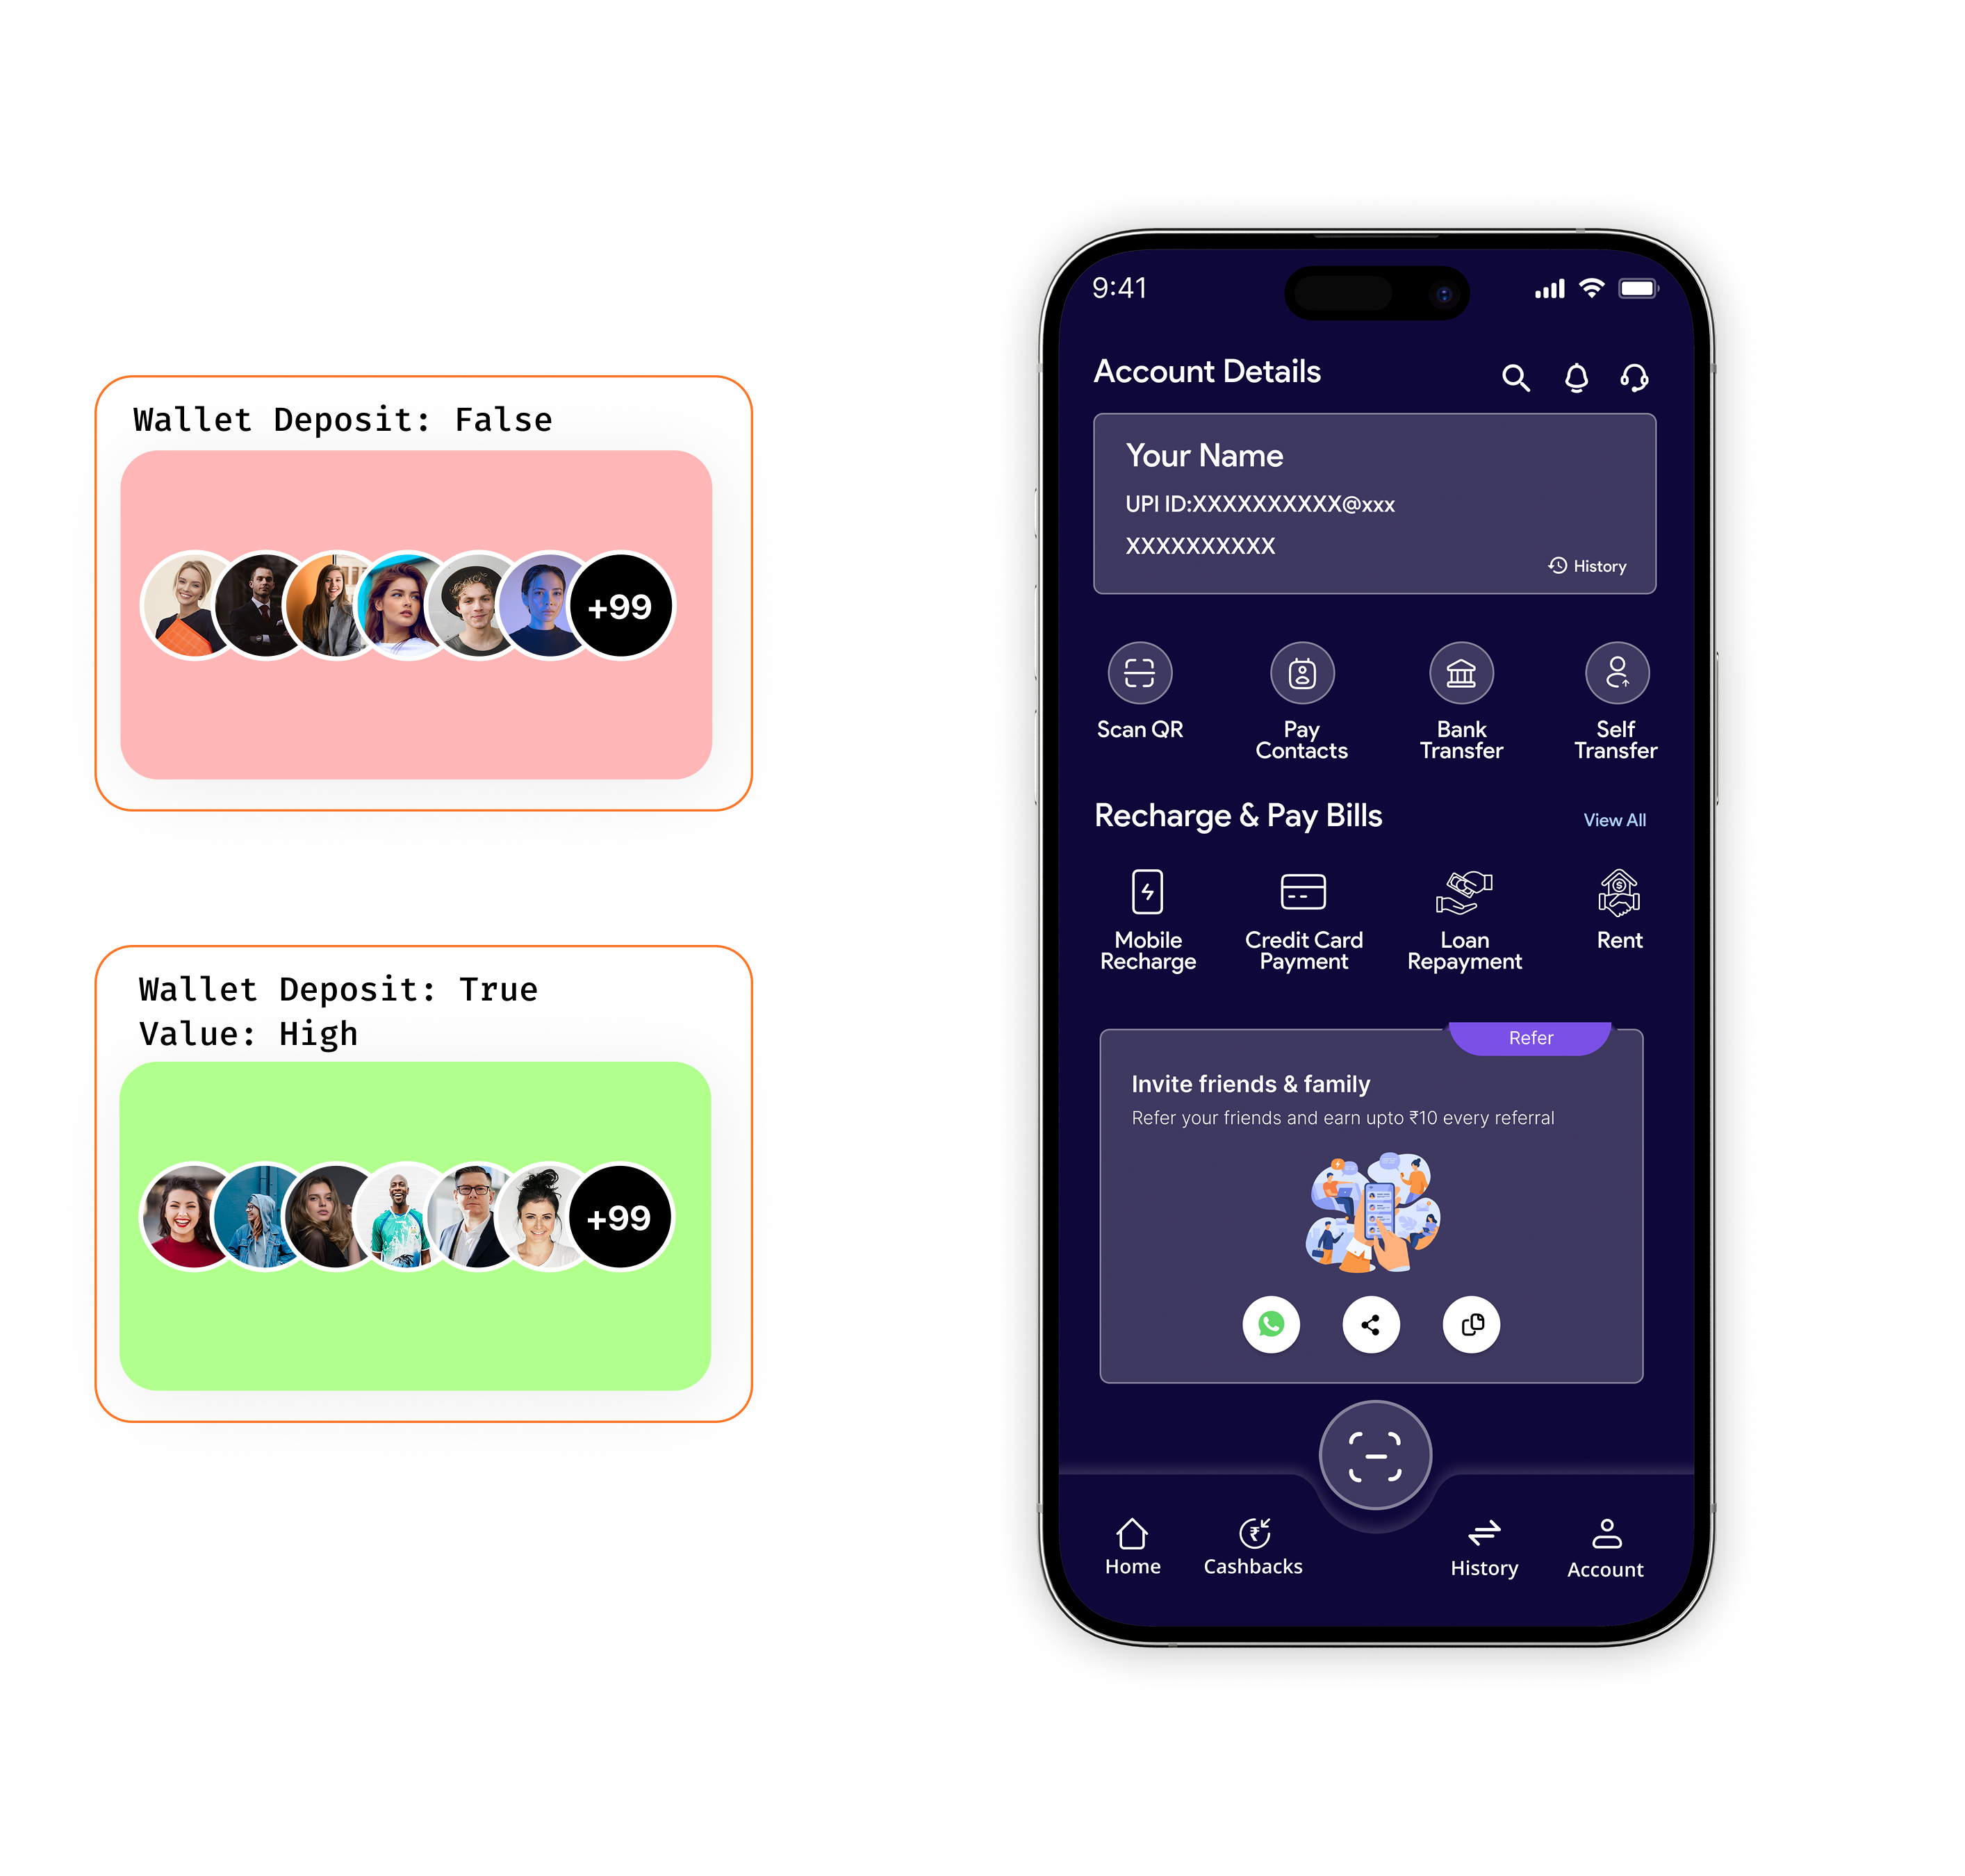 Wallet Deposit: False
+99
Wallet Deposit: True
Value: High
+99
9:41
Account Details
Your Name
UPI ID:XXXXXXXXXX@xxx
XXXXXXXXXX
History
Scan QR
Pay
Contacts
Bank
Transfer
Self
Transfer
Recharge & Pay Bills
View All
Mobile
Recharge
Credit Card
Payment
Loan
Repayment
Rent
Refer
Invite friends & family
Refer your friends and earn upto ₹10 every referral
Home
Cashbacks
History
Account